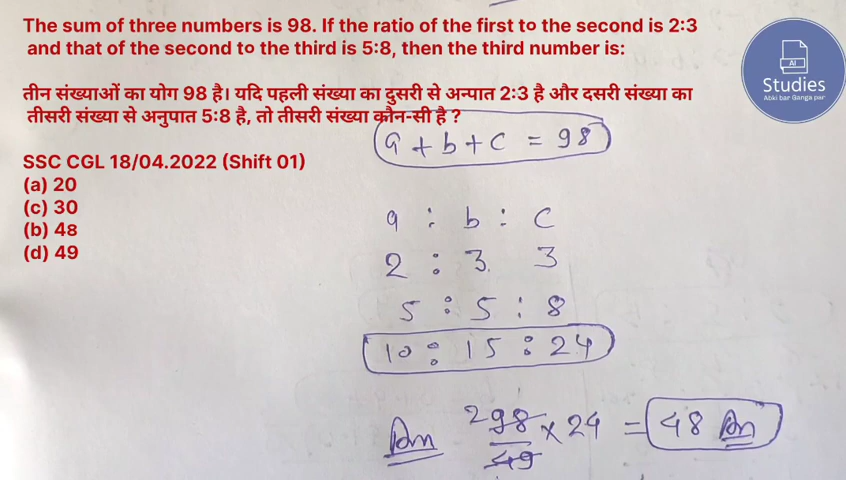 The sum of three numbers is 98. If the ratio of the first to the second is 2:3
and that of the second to the third is 5:8, then the third number is:
तीन संख्याओं का योग 98 है। यदि पहली संख्या का दुसरी से अन्पात 2:3 है और दसरी संख्या का
तीसरी संख्या से अनुपात 5:8 है, तो तीसरी संख्या कौन-सी है ?
SSC CGL 18/04.2022 (Shift 01)
(a) 20
(c) 30
(b) 48
(d) 49
AI
Studies
Abki bar Ganga par
a + b + c = 98
a : b : c
2 : 3. 3
5 : 5 : 8
10 : 15 : 24
Ans 2 98/49 × 24 = 48 Ans